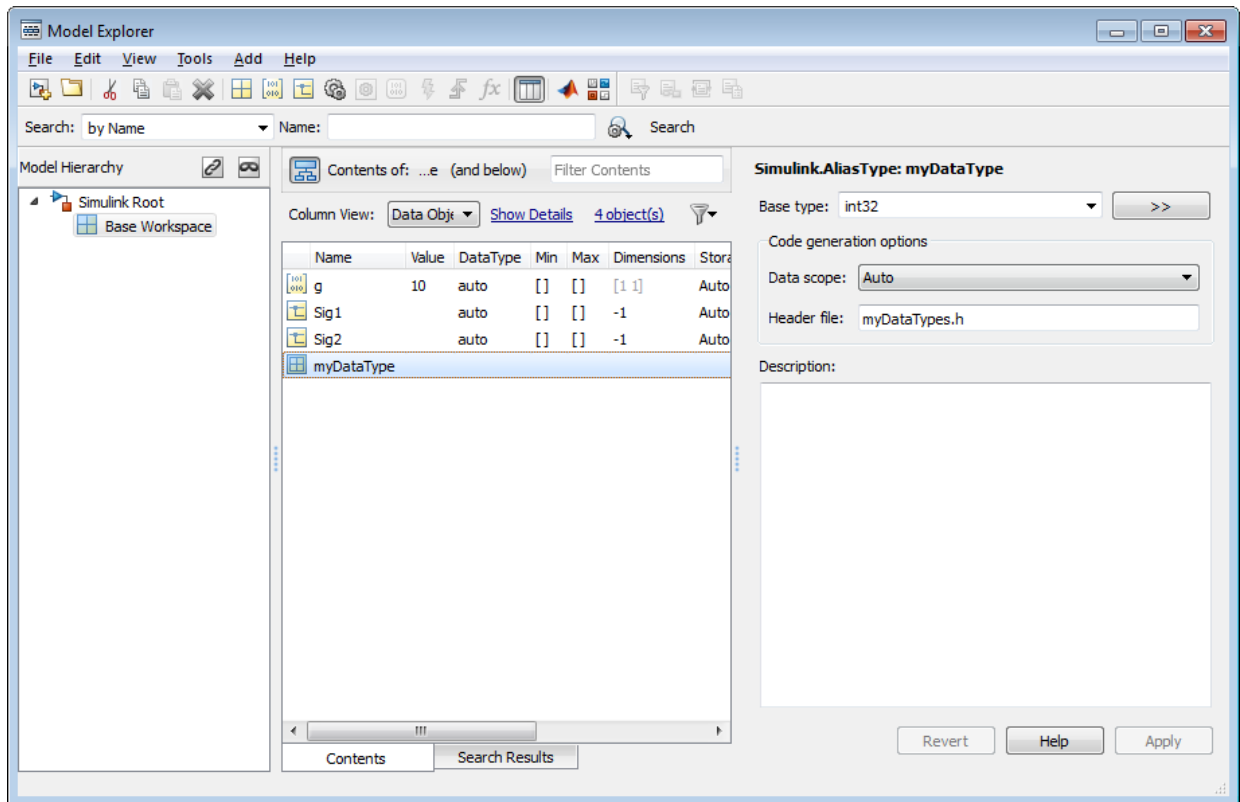 Model Explorer
File Edit View Tools Add Help
fx
Search: by Name Name: Search
Model Hierarchy
Simulink Root
Base Workspace
Contents of: ...e (and below) Filter Contents
Column View: Data Obje Show Details 4 object(s)
Name Value DataType Min Max Dimensions Stora
g 10 auto [ ] [ ] [1 1] Auto
Sig1 auto [ ] [ ] -1 Auto
Sig2 auto [ ] [ ] -1 Auto
myDataType
Contents Search Results
Simulink.AliasType: myDataType
Base type: int32 >>
Code generation options
Data scope: Auto
Header file: myDataTypes.h
Description:
Revert Help Apply